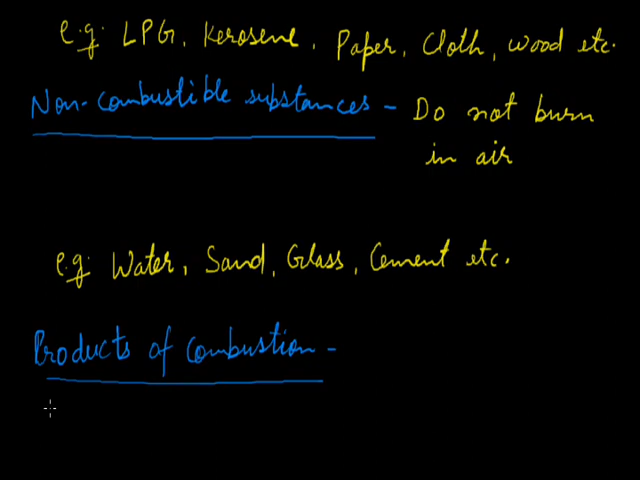 e.g: LPG, Kerosene, Paper, Cloth, wood etc.
Non-combustible substances - Do not burn
in air
e.g: Water, Sand, Glass, Cement etc.
Products of combustion -